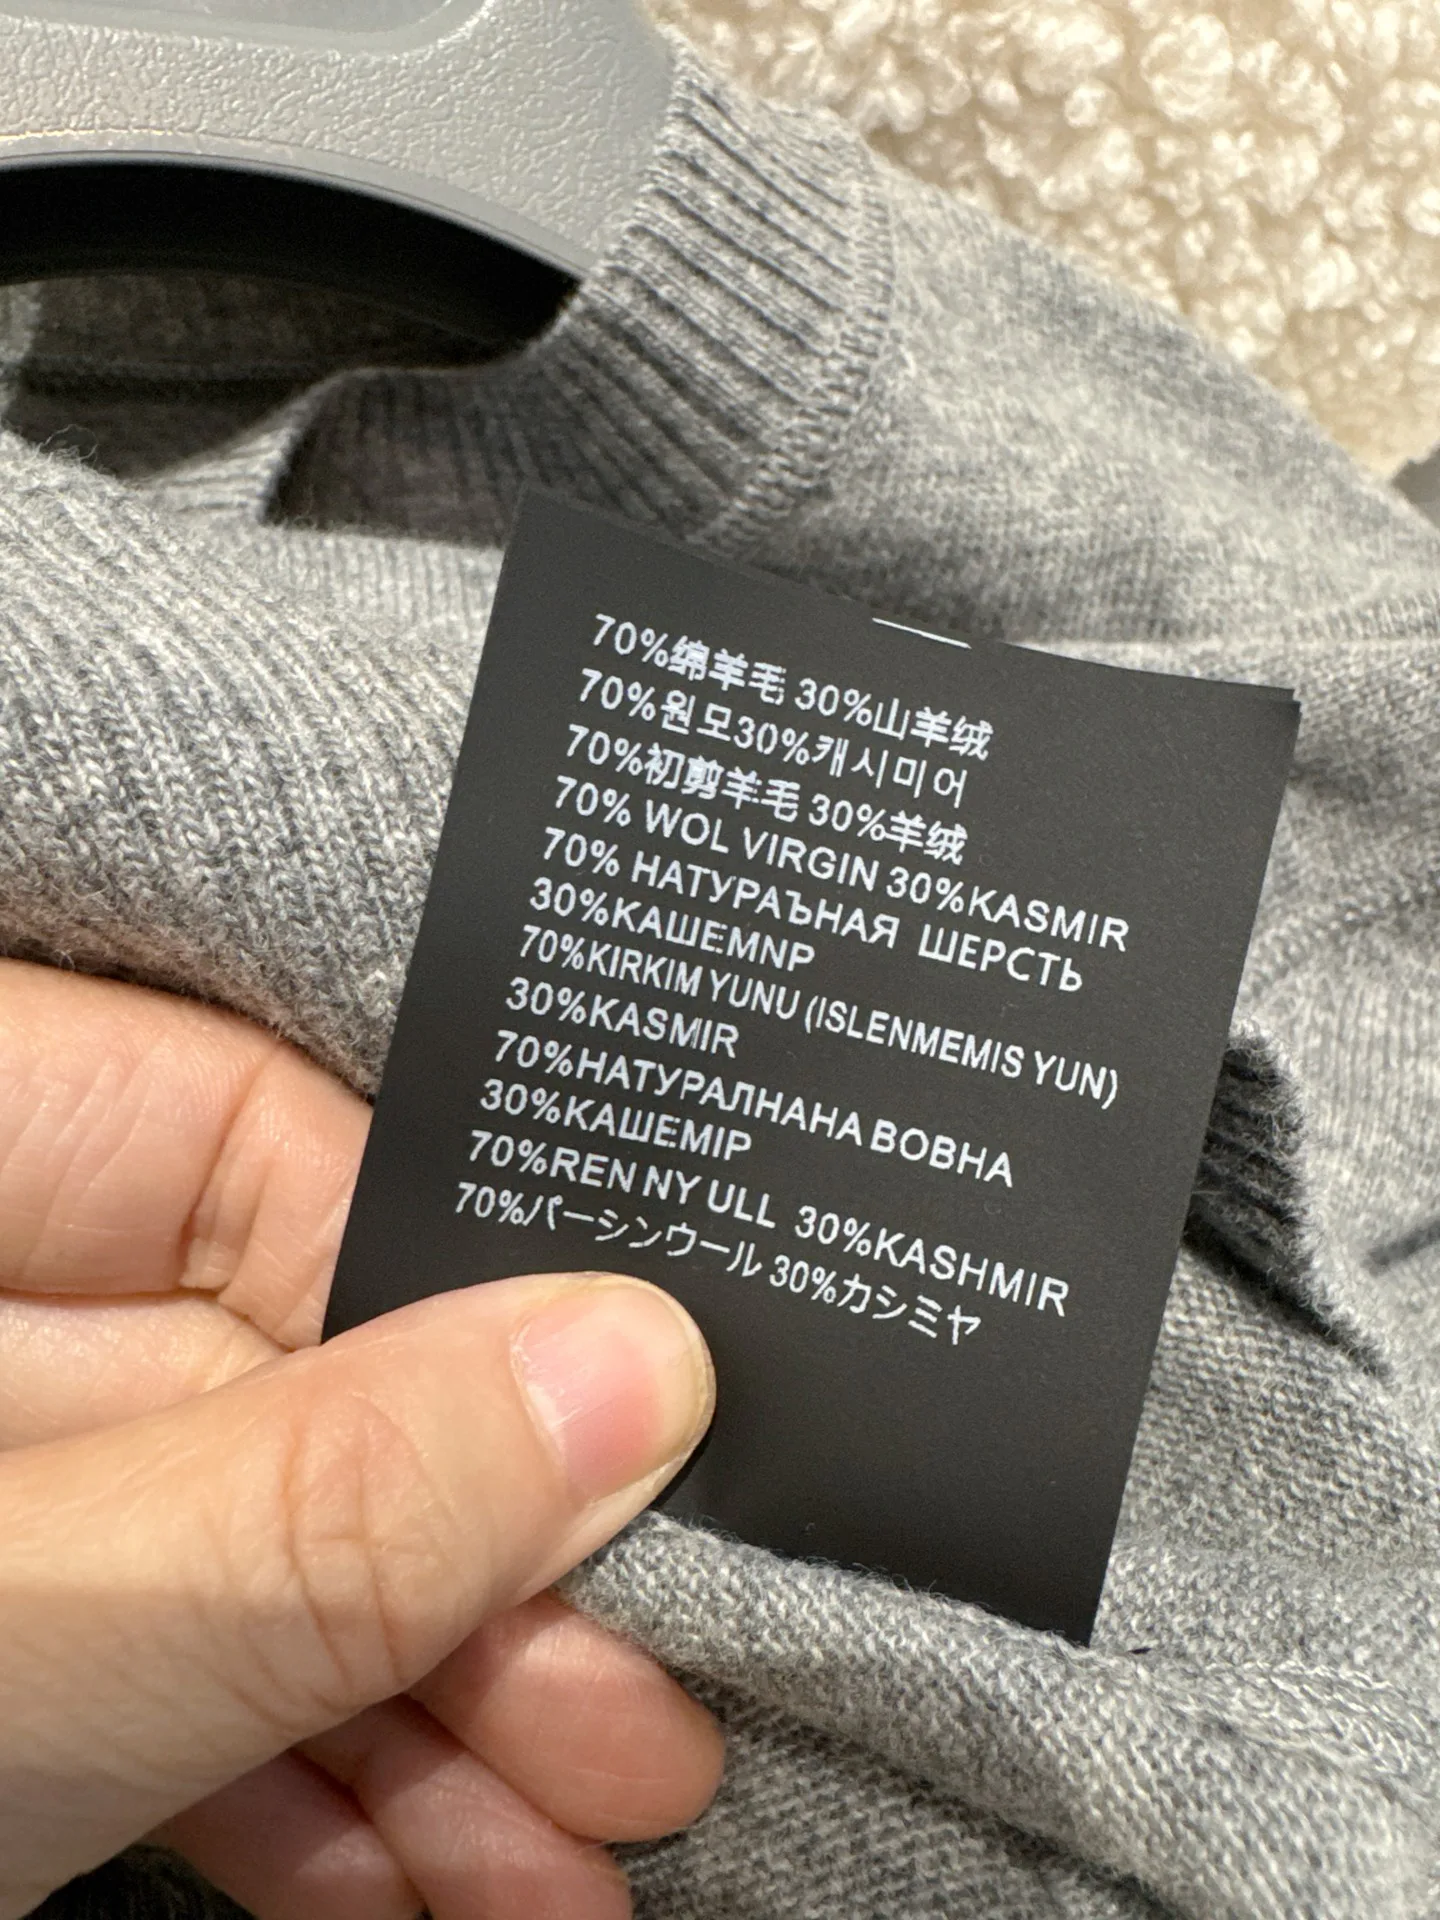 70%绵羊毛 30%山羊绒
70%원모30%캐시미어
70%初剪羊毛 30%羊绒
70% WOL VIRGIN 30%KASMIR
70% НАТУРАЪНАЯ ШЕРСТЬ
30%КАШЕМNР
70%KIRKIM YUNU (ISLENMEMIS YUN)
30%KASMIR
70%НАТУРАЛНАНА ВОВНА
30%КАШЕМІР
70%REN NY ULL 30%KASHMIR
70%パーシンウール 30%カシミヤ